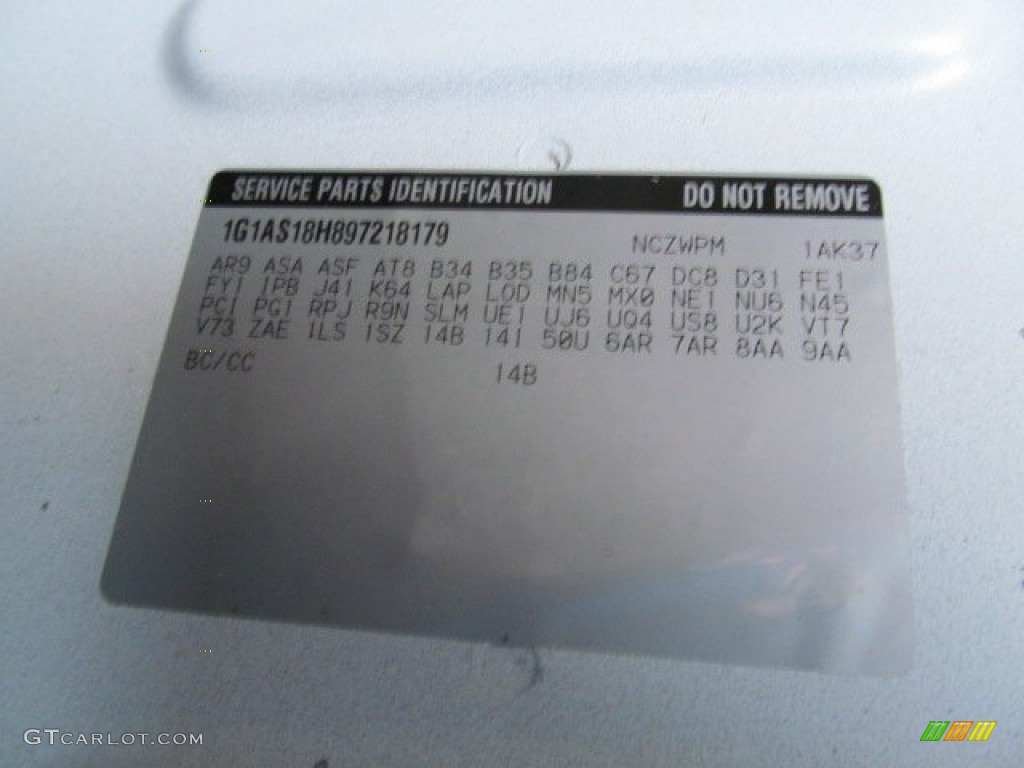 SERVICE PARTS IDENTIFICATION DO NOT REMOVE
1G1AS18H897218179 NCZWPM 1AK37
AR9 ASA ASF AT8 B34 B35 B84 C67 DC8 D31 FE1
FY1 IPB J41 K64 LAP LOD MN5 MX0 NE1 NU6 N45
PCI PG1 RPJ R9N SLM UE1 UJ6 UQ4 US8 U2K VT7
V73 ZAE 1LS 1SZ 14B 14I 50U 6AR 7AR 8AA 9AA
BC/CC 14B
GTCARLOT.COM